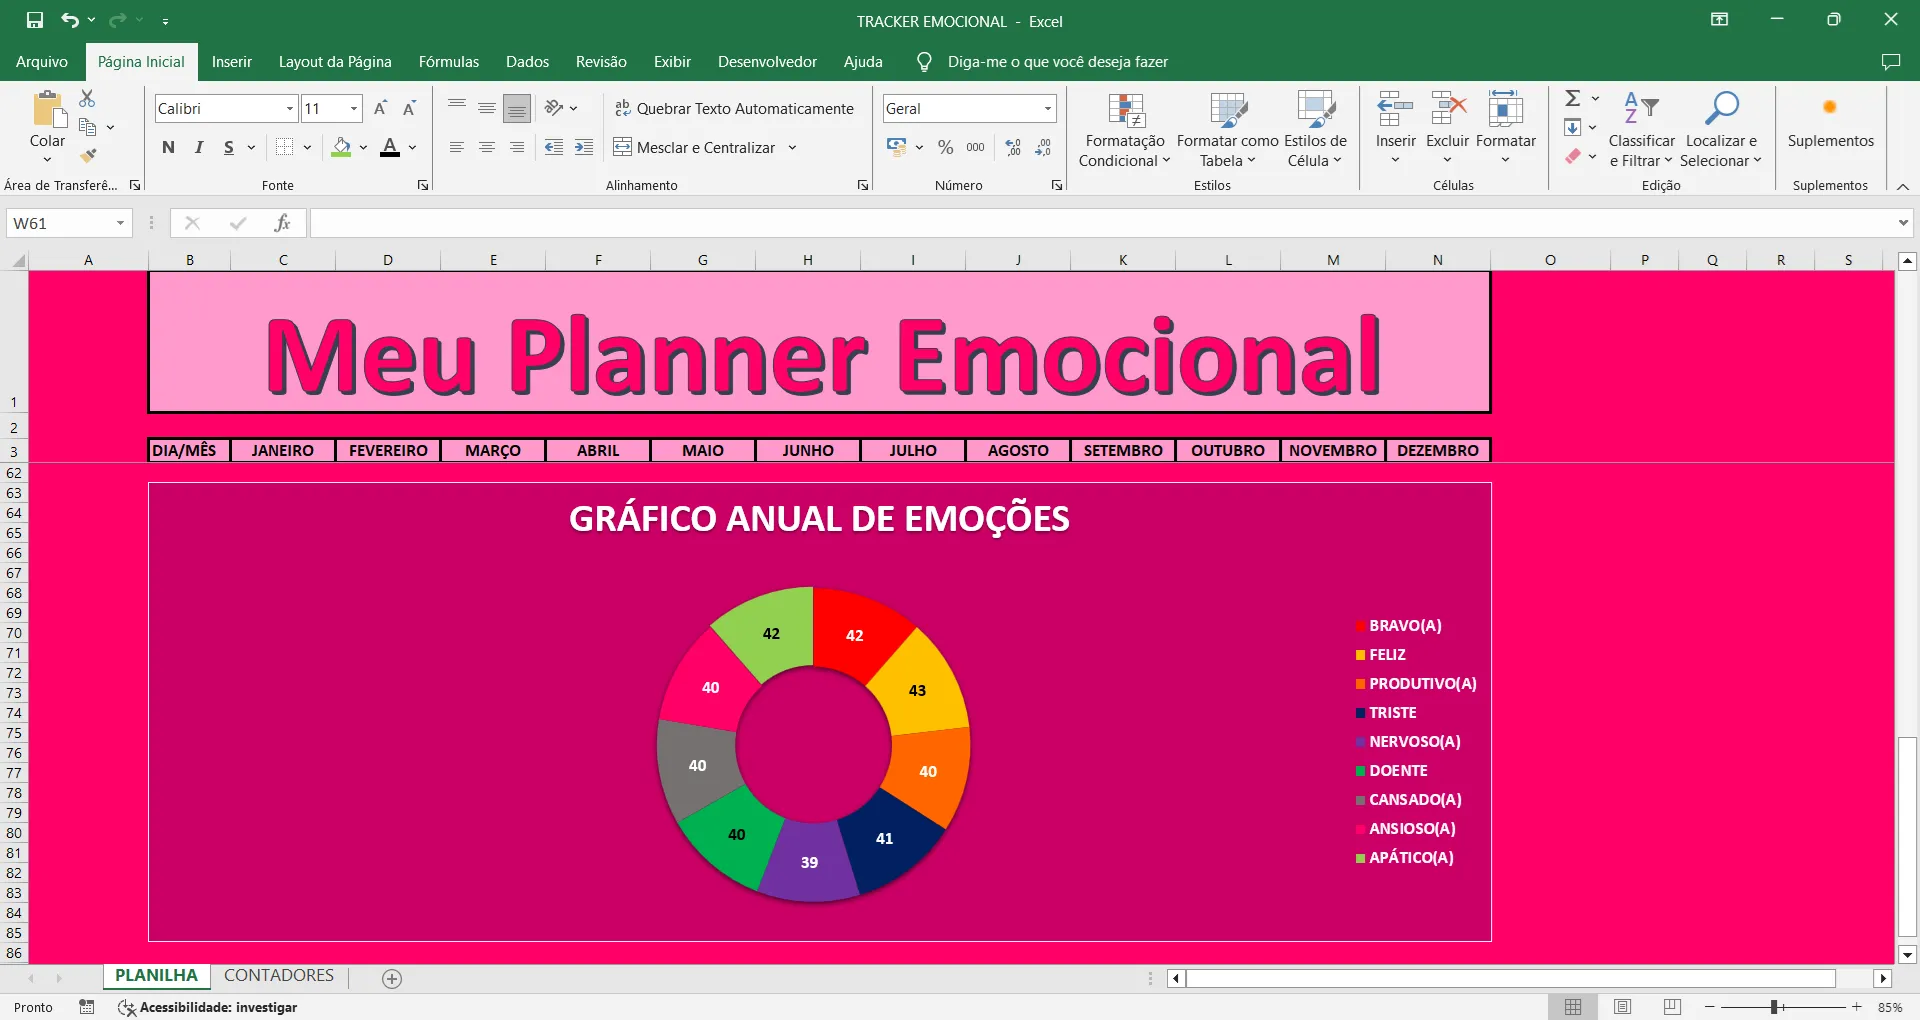 TRACKER EMOCIONAL - Excel
Arquivo Página Inicial Inserir Layout da Página Fórmulas Dados Revisão Exibir Desenvolvedor Ajuda Diga-me o que você deseja fazer
Calibri 11 A A ab Quebrar Texto Automaticamente Geral
Colar N I S A Mesclar e Centralizar % 000
Formatação Condicional Formatar como Tabela Estilos de Célula Inserir Excluir Formatar Classificar e Filtrar Localizar e Selecionar Suplementos
Área de Transferê... Fonte Alinhamento Número Estilos Células Edição Suplementos
W61 fx
A B C D E F G H I J K L M N O P Q R S
Meu Planner Emocional
1
2
3 DIA/MÊS JANEIRO FEVEREIRO MARÇO ABRIL MAIO JUNHO JULHO AGOSTO SETEMBRO OUTUBRO NOVEMBRO DEZEMBRO
62
63
64
65
66
67
68
69
70
71
72
73
74
75
76
77
78
79
80
81
82
83
84
85
86
GRÁFICO ANUAL DE EMOÇÕES
42
43
40
41
39
40
40
40
42
BRAVO(A)
FELIZ
PRODUTIVO(A)
TRISTE
NERVOSO(A)
DOENTE
CANSADO(A)
ANSIOSO(A)
APÁTICO(A)
PLANILHA CONTADORES
Pronto Acessibilidade: investigar 85%